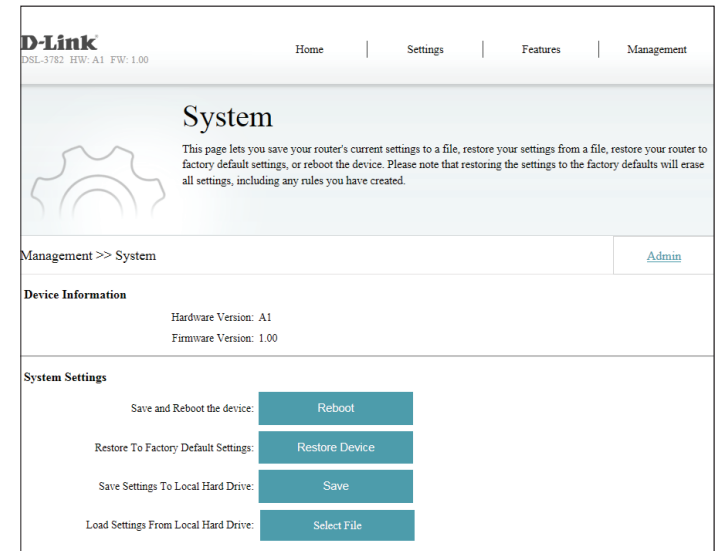 D-Link
DSL-3782 HW: A1 FW: 1.00
Home Settings Features Management
System
This page lets you save your router's current settings to a file, restore your settings from a file, restore your router to
factory default settings, or reboot the device. Please note that restoring the settings to the factory defaults will erase
all settings, including any rules you have created.
Management >> System Admin
Device Information
Hardware Version: A1
Firmware Version: 1.00
System Settings
Save and Reboot the device: Reboot
Restore To Factory Default Settings: Restore Device
Save Settings To Local Hard Drive: Save
Load Settings From Local Hard Drive: Select File